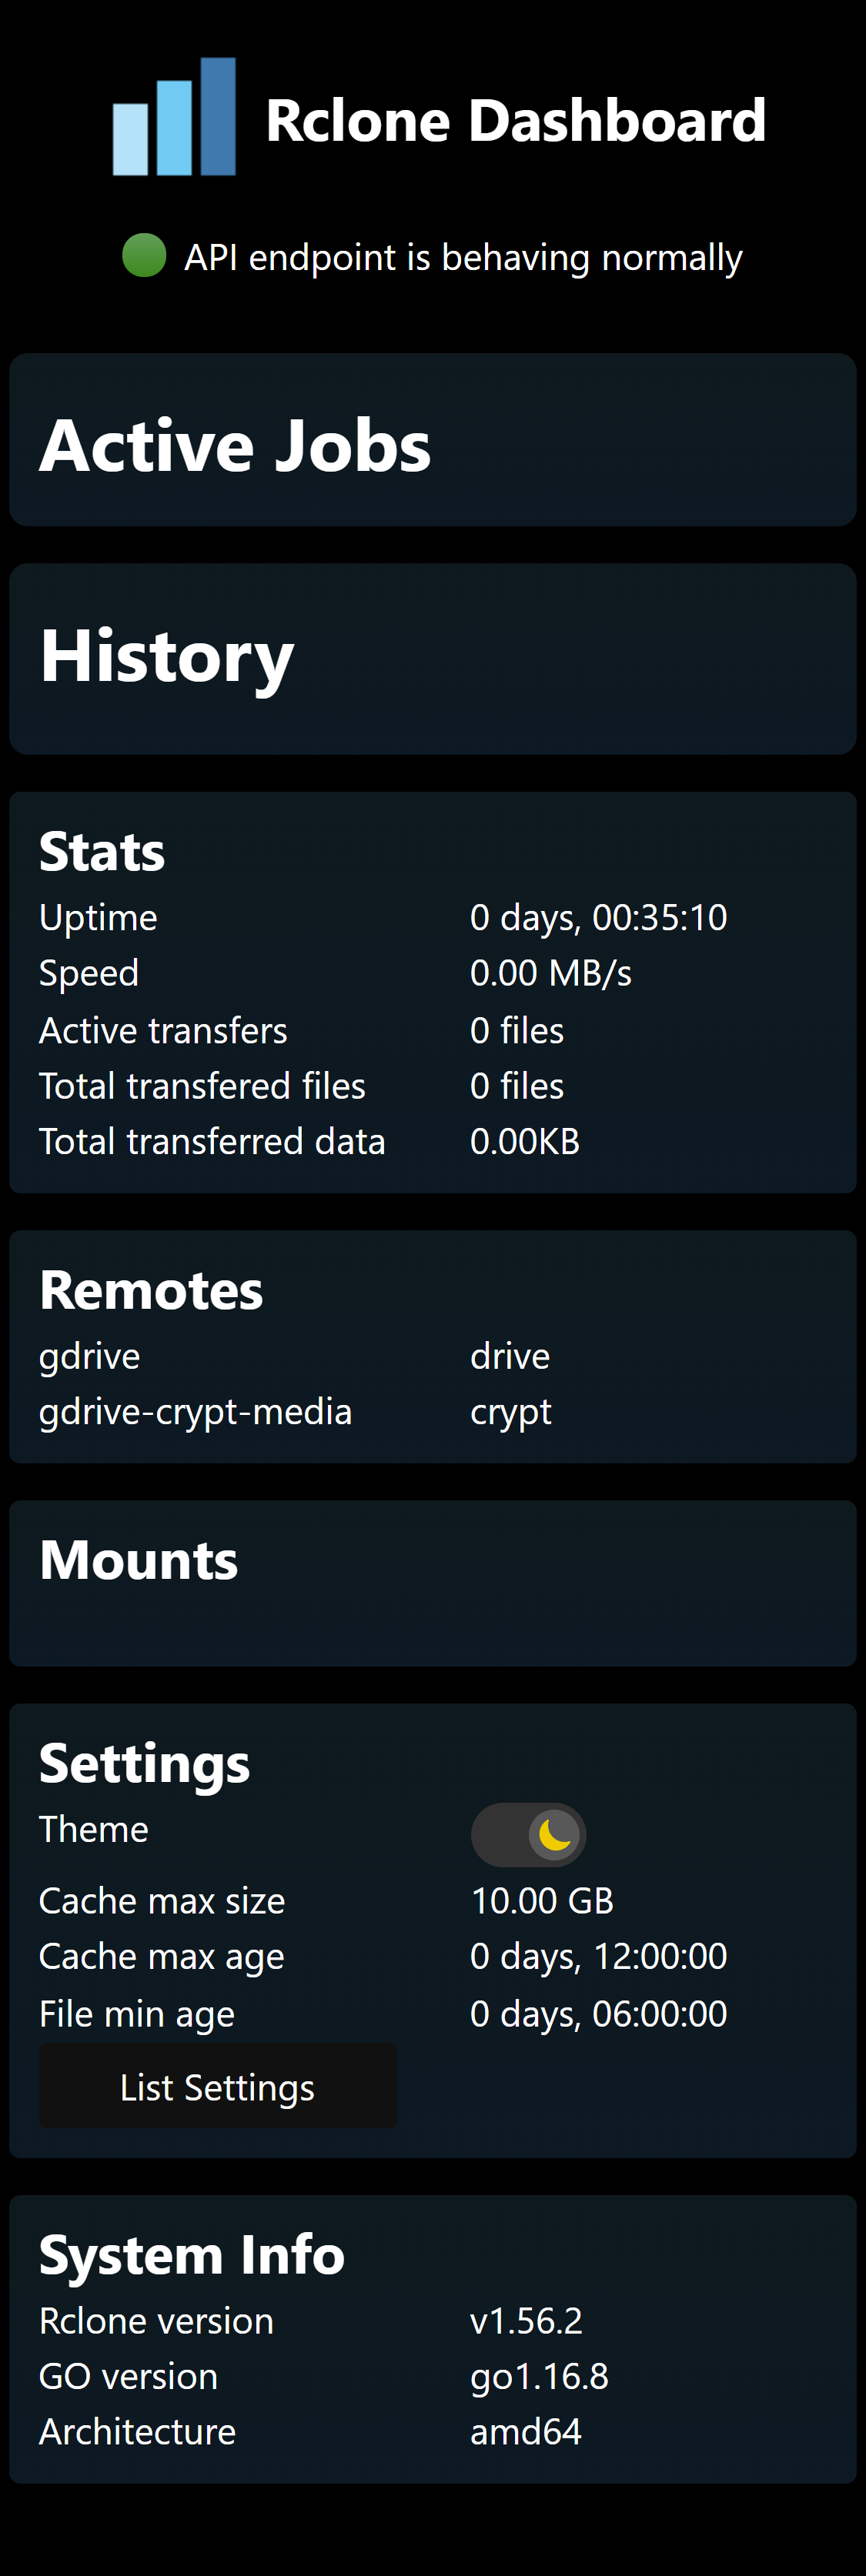 Rclone Dashboard
API endpoint is behaving normally
Active Jobs
History
Stats
Uptime 0 days, 00:35:10
Speed 0.00 MB/s
Active transfers 0 files
Total transfered files 0 files
Total transferred data 0.00KB
Remotes
gdrive drive
gdrive-crypt-media crypt
Mounts
Settings
Theme
Cache max size 10.00 GB
Cache max age 0 days, 12:00:00
File min age 0 days, 06:00:00
List Settings
System Info
Rclone version v1.56.2
GO version go1.16.8
Architecture amd64